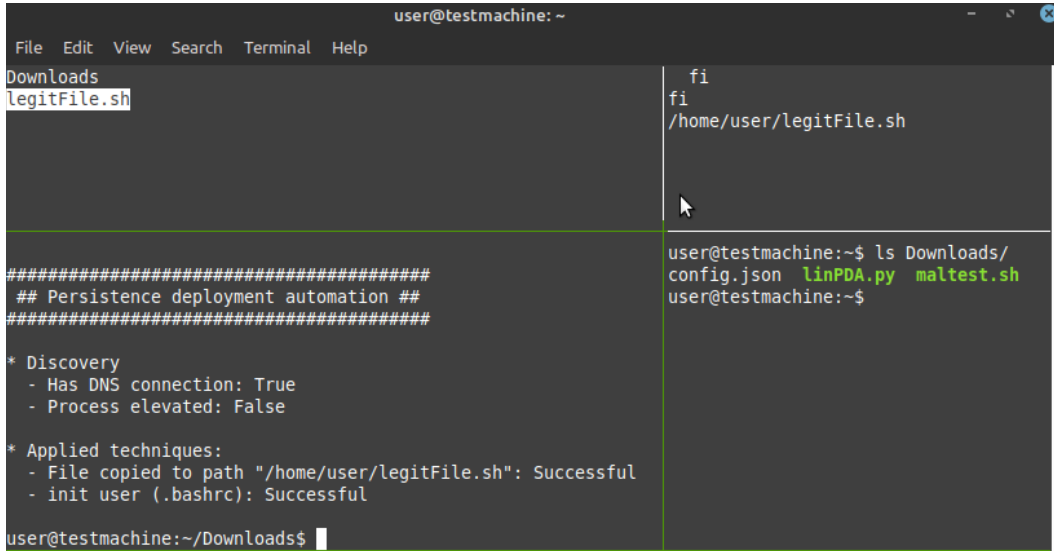 user@testmachine: ~
File Edit View Search Terminal Help
Downloads
legitFile.sh
fi
fi
/home/user/legitFile.sh
##########################################
## Persistence deployment automation ##
##########################################
* Discovery
- Has DNS connection: True
- Process elevated: False
* Applied techniques:
- File copied to path "/home/user/legitFile.sh": Successful
- init user (.bashrc): Successful
user@testmachine:~/Downloads$
user@testmachine:~$ ls Downloads/
config.json linPDA.py maltest.sh
user@testmachine:~$